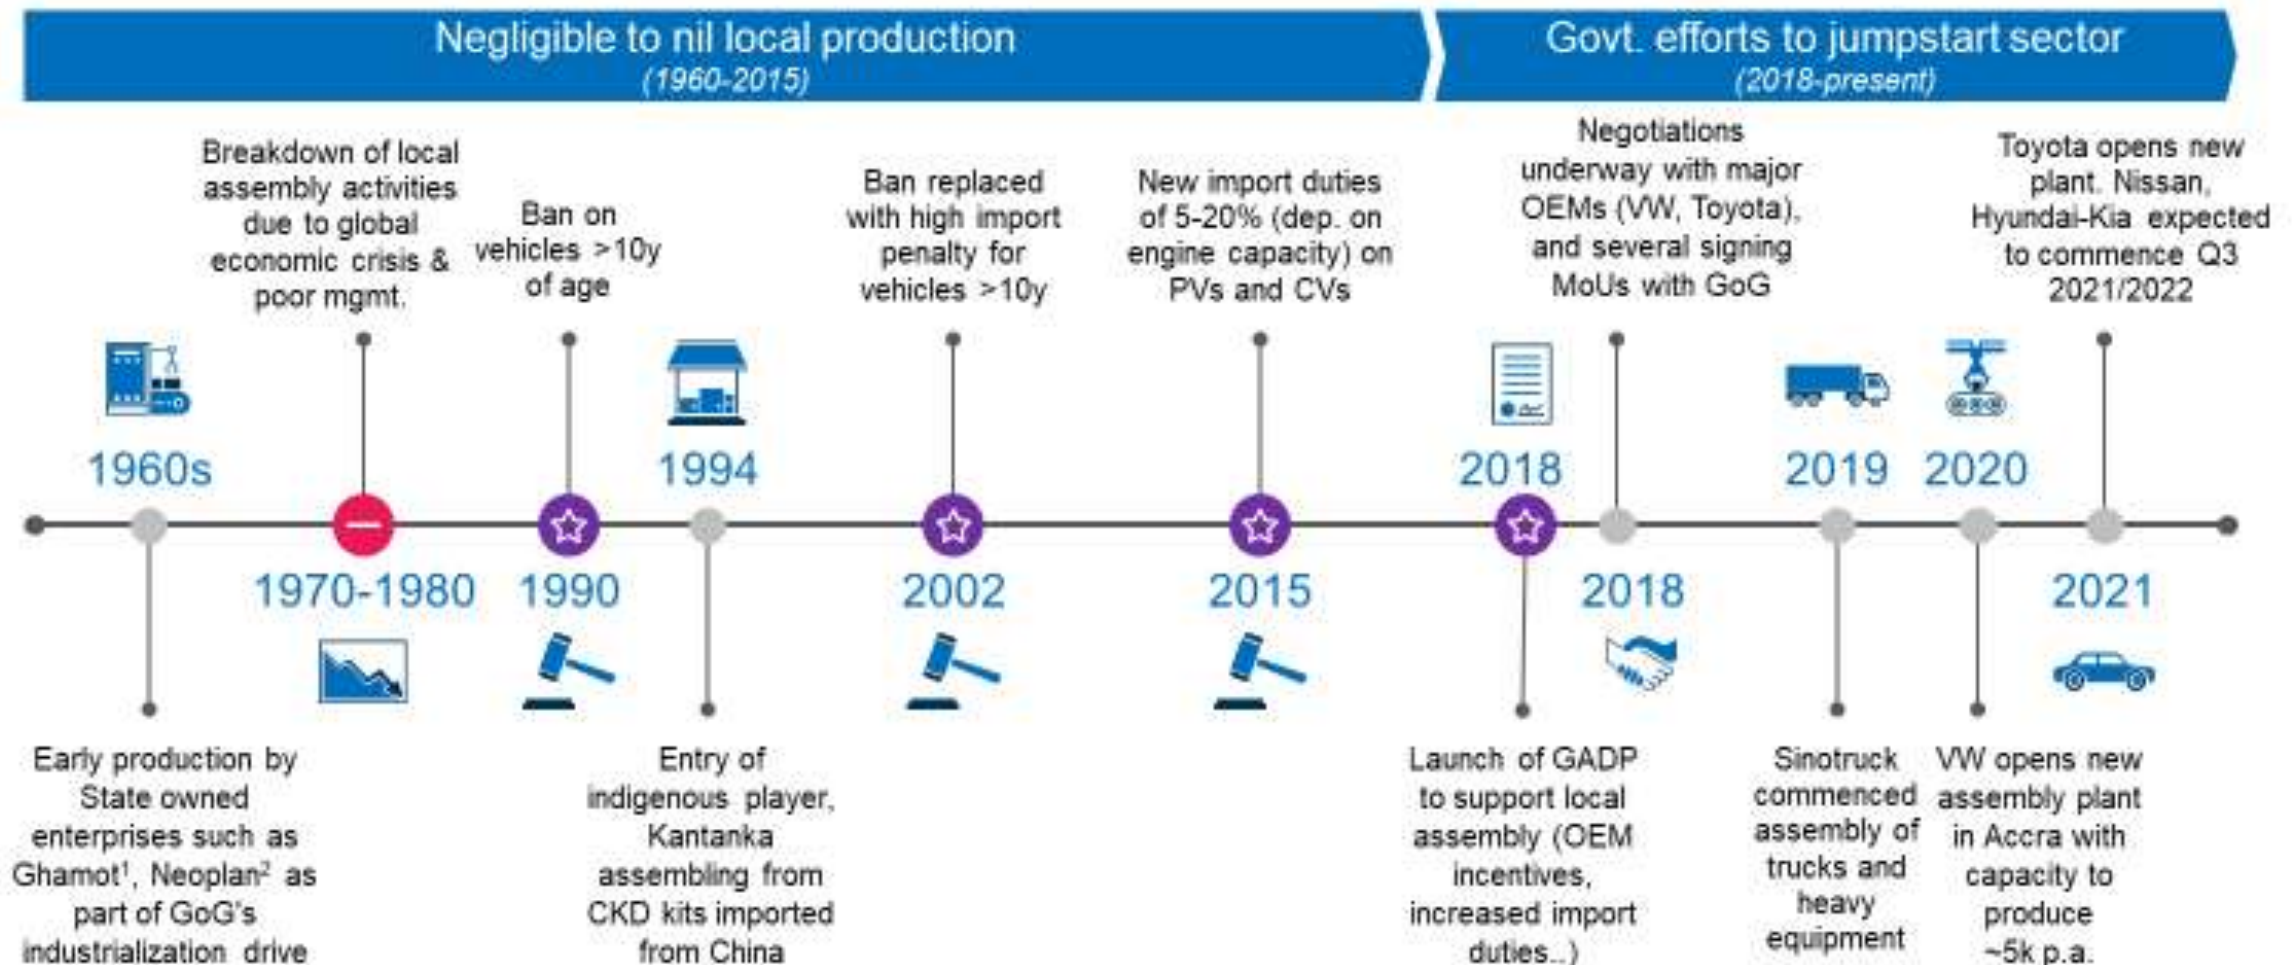 Negligible to nil local production
(1960-2015)
Govt. efforts to jumpstart sector
(2018-present)
Breakdown of local
assembly activities
due to global
economic crisis &
poor mgmt.
Ban on
vehicles >10y
of age
Ban replaced
with high import
penalty for
vehicles >10y
New import duties
of 5-20% (dep. on
engine capacity) on
PVs and CVs
Negotiations
underway with major
OEMs (VW, Toyota),
and several signing
MoUs with GoG
Toyota opens new
plant. Nissan,
Hyundai-Kia expected
to commence Q3
2021/2022
1960s
1994
2018
2019
2020
1970-1980
1990
2002
2015
2018
2021
Early production by
State owned
enterprises such as
Ghamot¹, Neoplan² as
part of GoG's
industrialization drive
Entry of
indigenous player,
Kantanka
assembling from
CKD kits imported
from China
Launch of GADP
to support local
assembly (OEM
incentives,
increased import
duties..)
Sinotruck
commenced
assembly of
trucks and
heavy
equipment
VW opens new
assembly plant
in Accra with
capacity to
produce
~5k p.a.